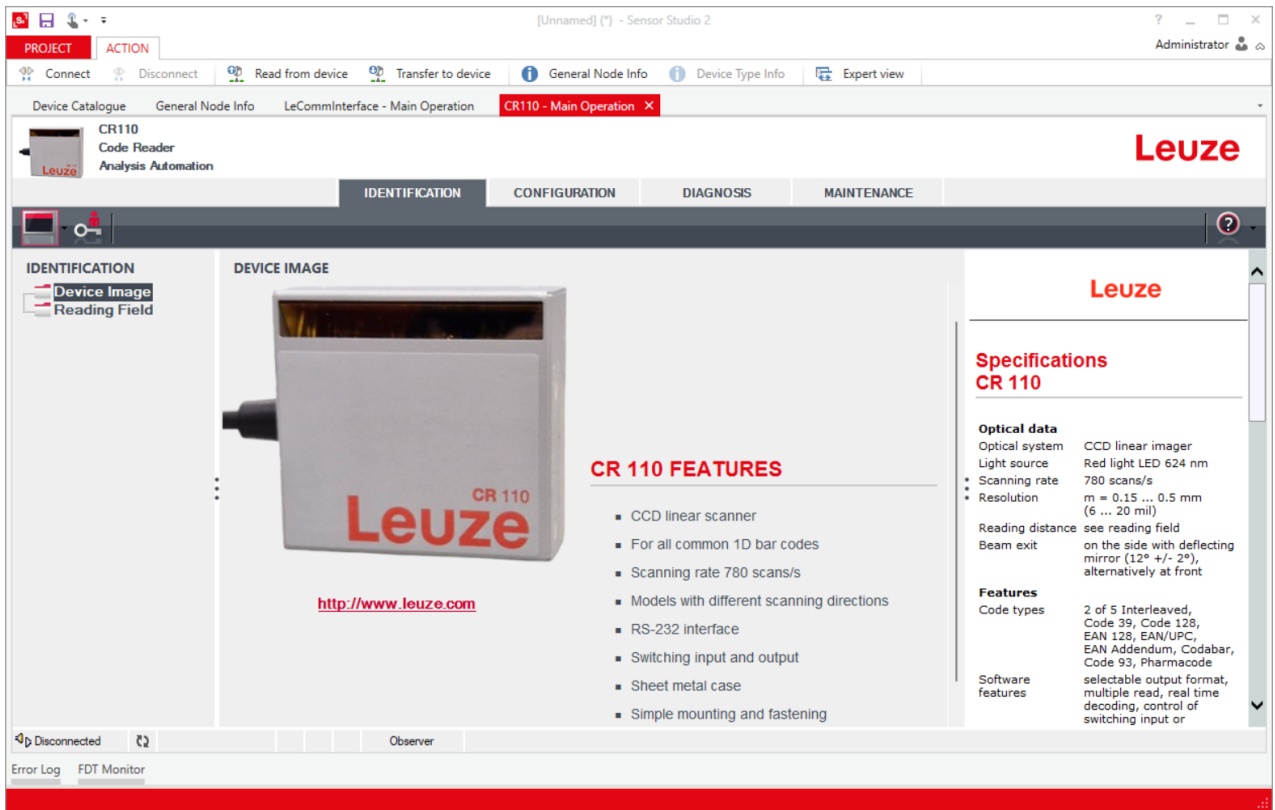 [Unnamed] (*) - Sensor Studio 2
PROJECT ACTION Administrator
Connect Disconnect Read from device Transfer to device General Node Info Device Type Info Expert view
Device Catalogue General Node Info LeCommInterface - Main Operation CR110 - Main Operation
CR110
Code Reader
Analysis Automation
Leuze
Leuze
IDENTIFICATION CONFIGURATION DIAGNOSIS MAINTENANCE
IDENTIFICATION
Device Image
Reading Field
DEVICE IMAGE
CR 110
Leuze
http://www.leuze.com
CR 110 FEATURES
CCD linear scanner
For all common 1D bar codes
Scanning rate 780 scans/s
Models with different scanning directions
RS-232 interface
Switching input and output
Sheet metal case
Simple mounting and fastening
Leuze
Specifications
CR 110
Optical data
Optical system CCD linear imager
Light source Red light LED 624 nm
Scanning rate 780 scans/s
Resolution m = 0.15 ... 0.5 mm
(6 ... 20 mil)
Reading distance see reading field
Beam exit on the side with deflecting
mirror (12° +/- 2°),
alternatively at front
Features
Code types 2 of 5 Interleaved,
Code 39, Code 128,
EAN 128, EAN/UPC,
EAN Addendum, Codabar,
Code 93, Pharmacode
Software selectable output format,
features multiple read, real time
decoding, control of
switching input or
Disconnected Observer
Error Log FDT Monitor